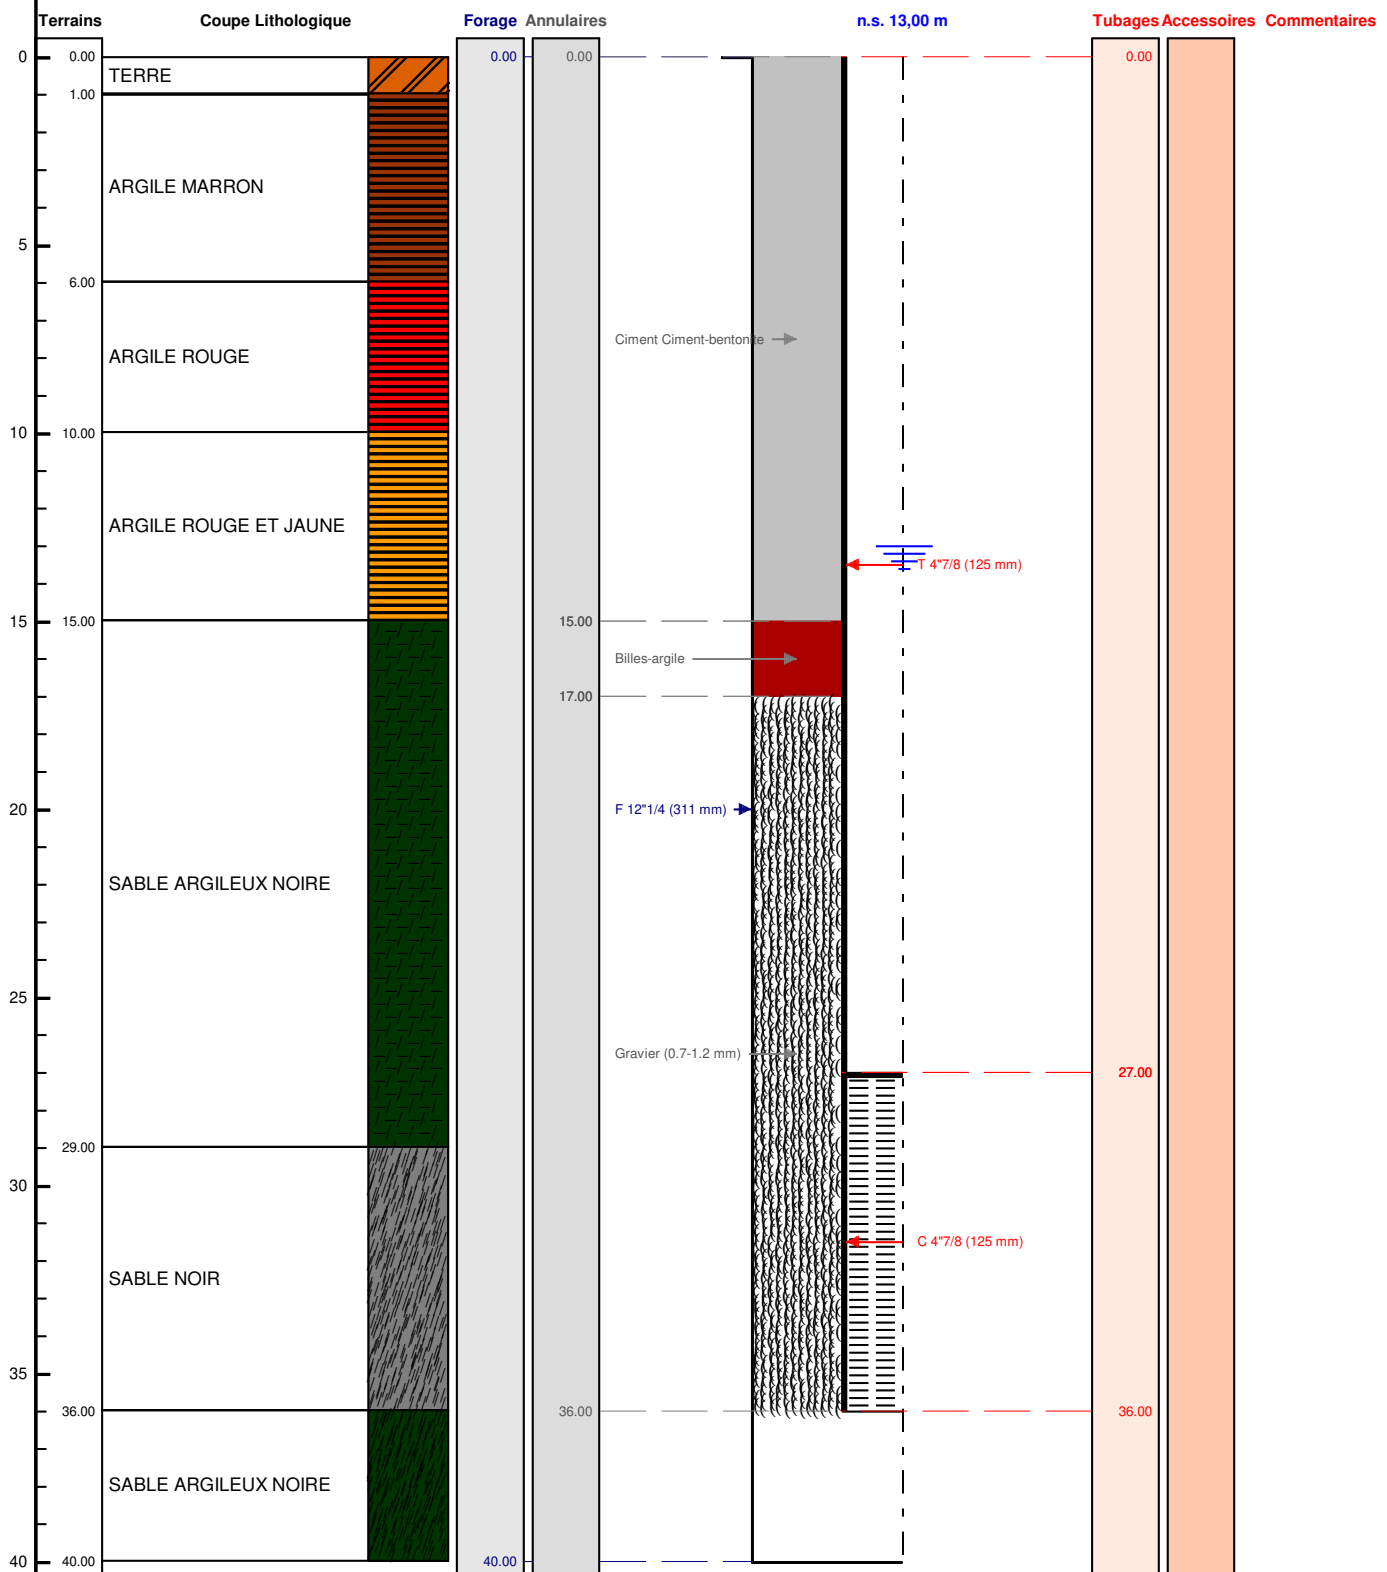 Terrains Coupe Lithologique Forage Annulaires n.s. 13,00 m Tubages Accessoires Commentaires
0 0.00 0.00 0.00 0.00
TERRE
1.00
ARGILE MARRON
5
6.00
Ciment Ciment-bentonite
ARGILE ROUGE
10 10.00
ARGILE ROUGE ET JAUNE
T 4"7/8 (125 mm)
15 15.00 15.00
Billes-argile
17.00
20 F 12"1/4 (311 mm)
SABLE ARGILEUX NOIRE
25
Gravier (0.7-1.2 mm)
27.00
29.00
30
C 4"7/8 (125 mm)
SABLE NOIR
35
36.00 36.00 36.00
SABLE ARGILEUX NOIRE
40 40.00 40.00